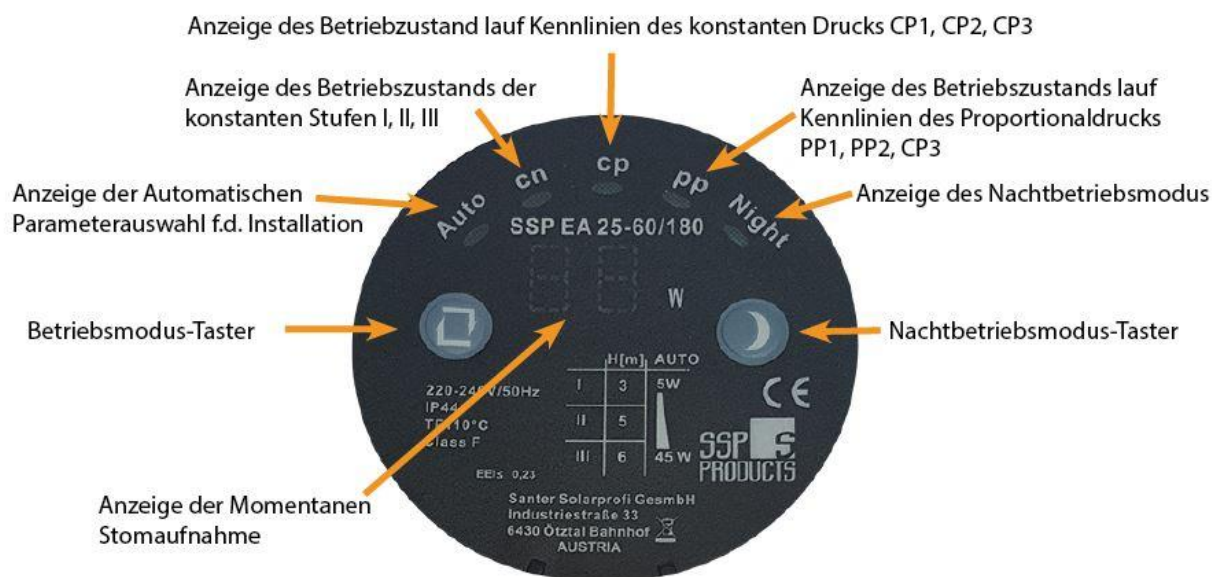 Anzeige des Betriebzustand lauf Kennlinien des konstanten Drucks CP1, CP2, CP3
Anzeige des Betriebszustands der
konstanten Stufen I, II, III
Anzeige des Betriebszustands lauf
Kennlinien des Proportionaldrucks
PP1, PP2, CP3
Anzeige der Automatischen
Parameterauswahl f.d. Installation
Anzeige des Nachtbetriebsmodus
Auto
cn
cp
pp
Night
SSP EA 25-60/180
W
Betriebsmodus-Taster
Nachtbetriebsmodus-Taster
H[m] AUTO
I 3 5W
II 5
III 6 45 W
220-240V/50Hz
IP44
TF110°C
Class F
EEI≤ 0,23
CE
SSP S
PRODUCTS
Anzeige der Momentanen
Stomaufnahme
Santer Solarprofi GesmbH
Industriestraße 33
6430 Ötztal Bahnhof
AUSTRIA